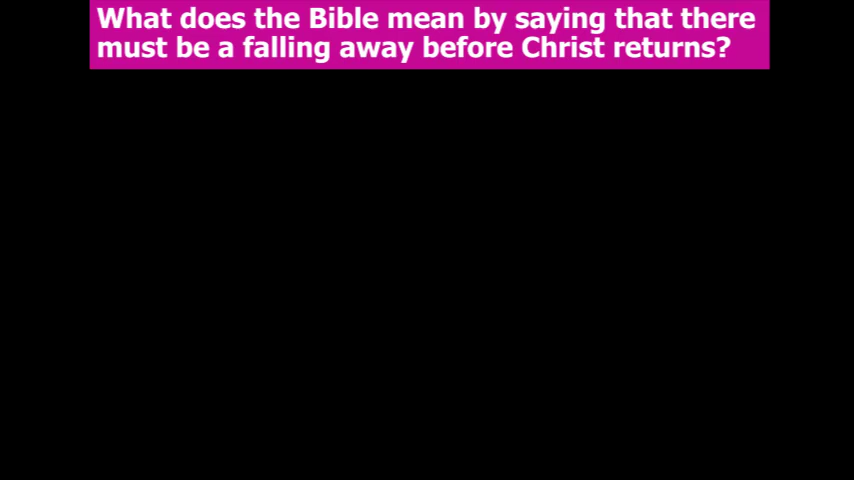 What does the Bible mean by saying that there
must be a falling away before Christ returns?